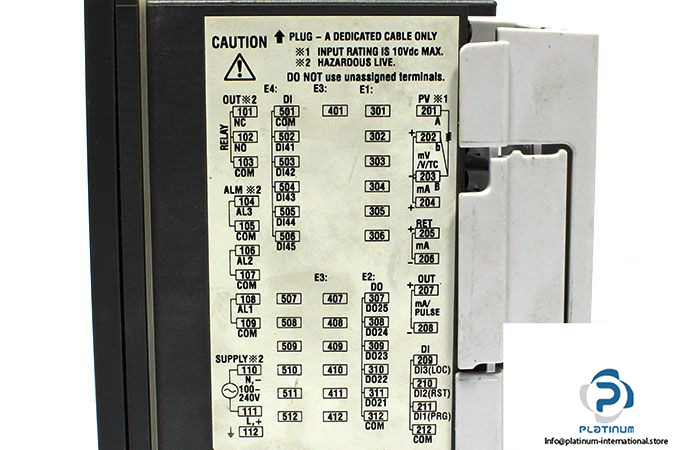 CAUTION
PLUG - A DEDICATED CABLE ONLY
※1 INPUT RATING IS 10Vdc MAX.
※2 HAZARDOUS LIVE.
DO NOT use unassigned terminals.
E4: E3: E1:
OUT※2 DI PV ※1
RELAY
101 501 401 301 201
NC COM A
102 502 302 + 202
NO DI41 b
mV
/V/TC
103 503 303 - 203
COM DI42 B
mA
104 504 304 204
ALM ※2
AL3 DI43 +
105 505 305 RET
COM DI44 + 205
106 506 306 mA
AL2 DI45 - 206
107
COM
E3: E2: OUT
DO + 207
108 507 407 307 mA/
AL1 DO25 PULSE
109 508 408 308 - 208
COM DO24
509 409 309 DI
DO23 209
SUPPLY※2 DI3(LOC)
110 510 410 310 210
N, - DO22 DI2(RST)
100-
240V
511 411 311 211
DO21 DI1(PRG)
111 512 412 312 212
L, + COM COM
112
PLATINUM
info@platinum-international.store